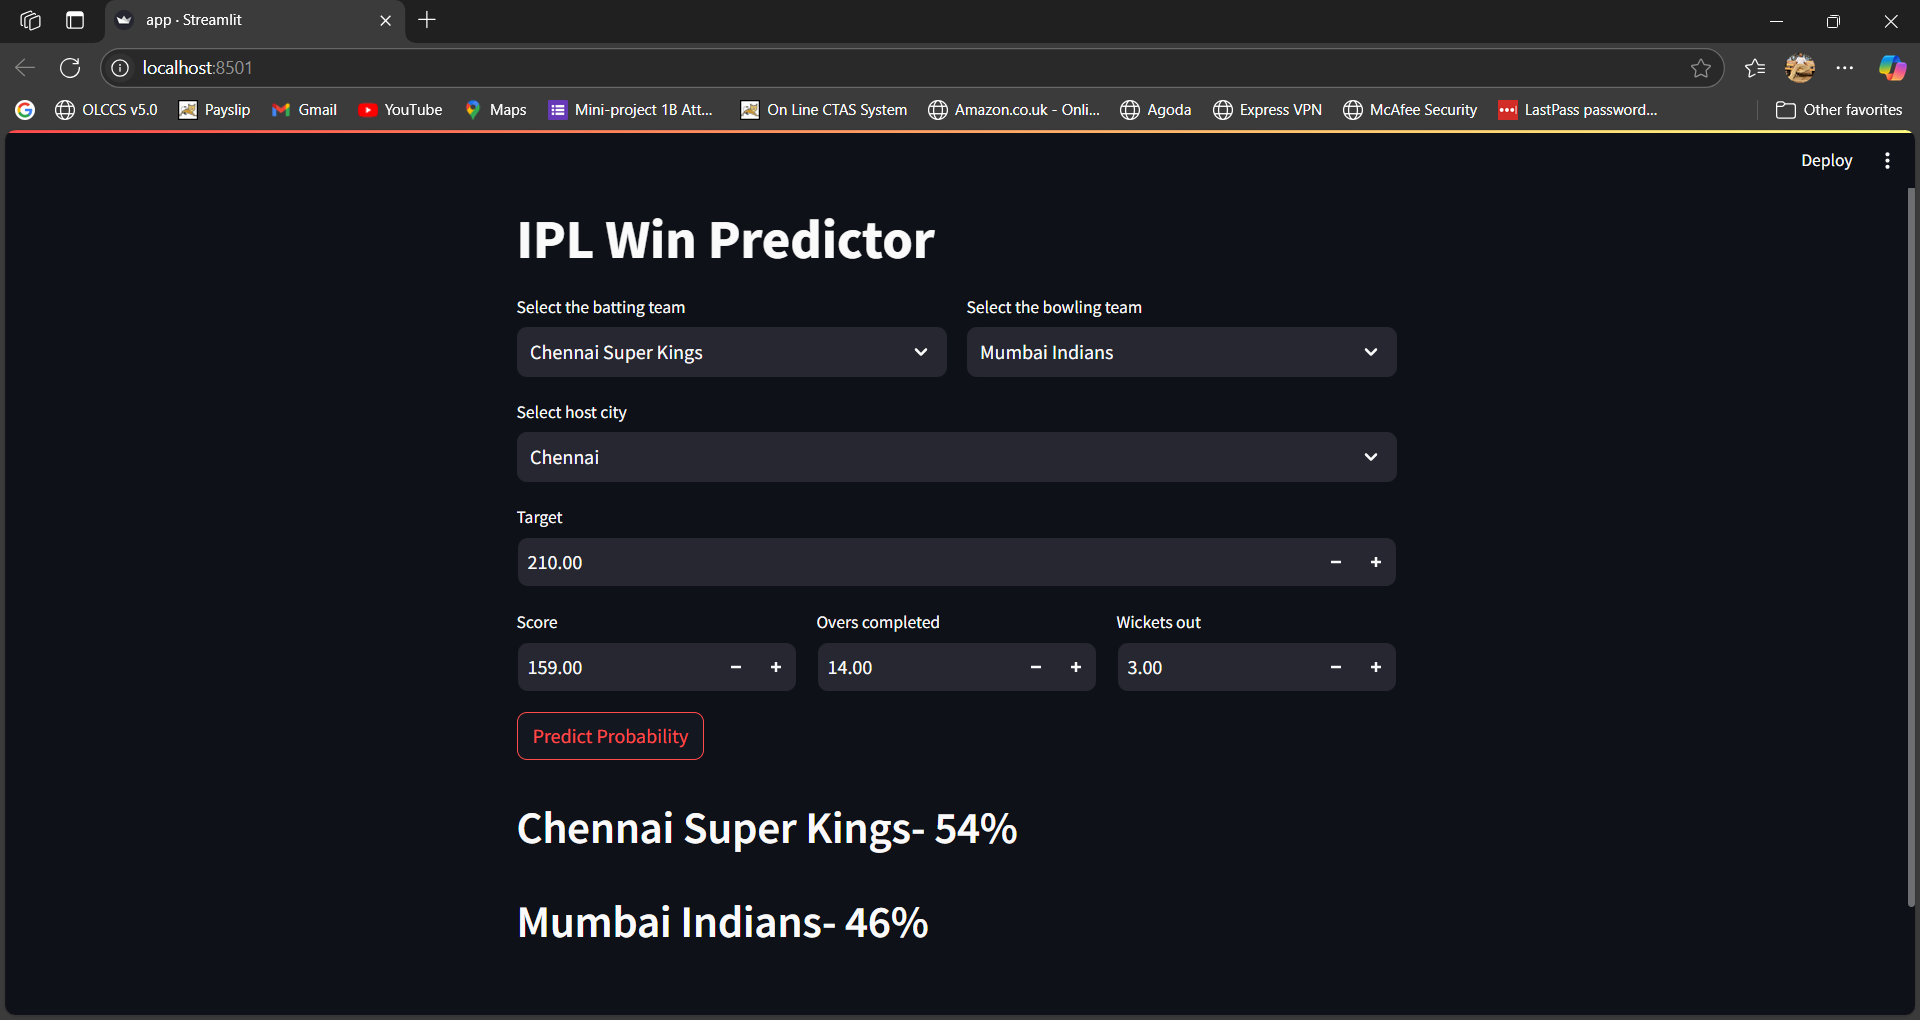 app · Streamlit
localhost:8501
OLCCS v5.0 Payslip Gmail YouTube Maps Mini-project 1B Att... On Line CTAS System Amazon.co.uk - Onli... Agoda Express VPN McAfee Security LastPass password... Other favorites
Deploy
IPL Win Predictor
Select the batting team Select the bowling team
Chennai Super Kings Mumbai Indians
Select host city
Chennai
Target
210.00
Score Overs completed Wickets out
159.00 14.00 3.00
Predict Probability
Chennai Super Kings- 54%
Mumbai Indians- 46%